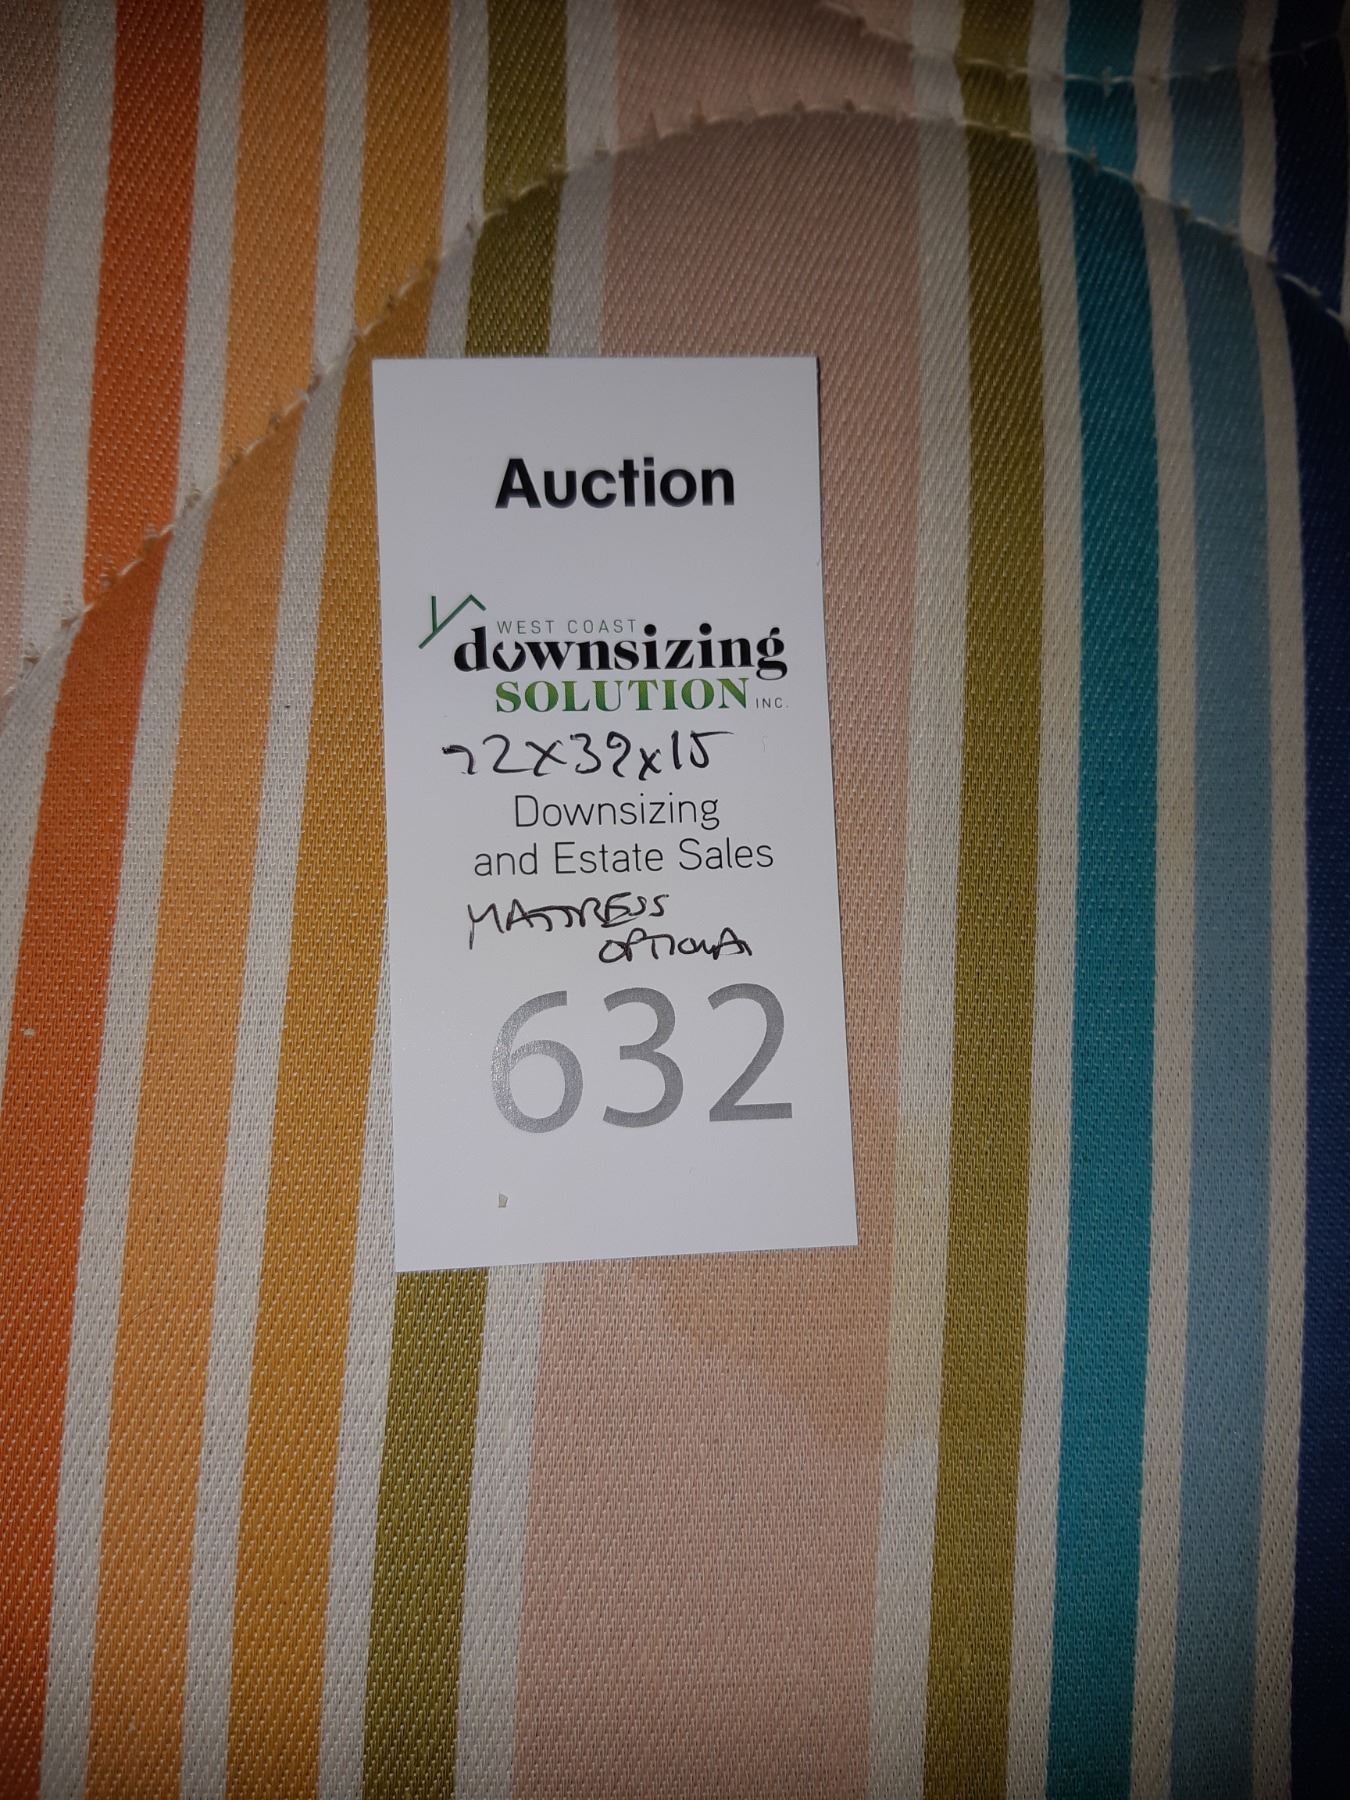 Auction
WEST COAST
downsizing
SOLUTION INC.
72x39x15
Downsizing
and Estate Sales
MATTRESS
OPTIONAL
632